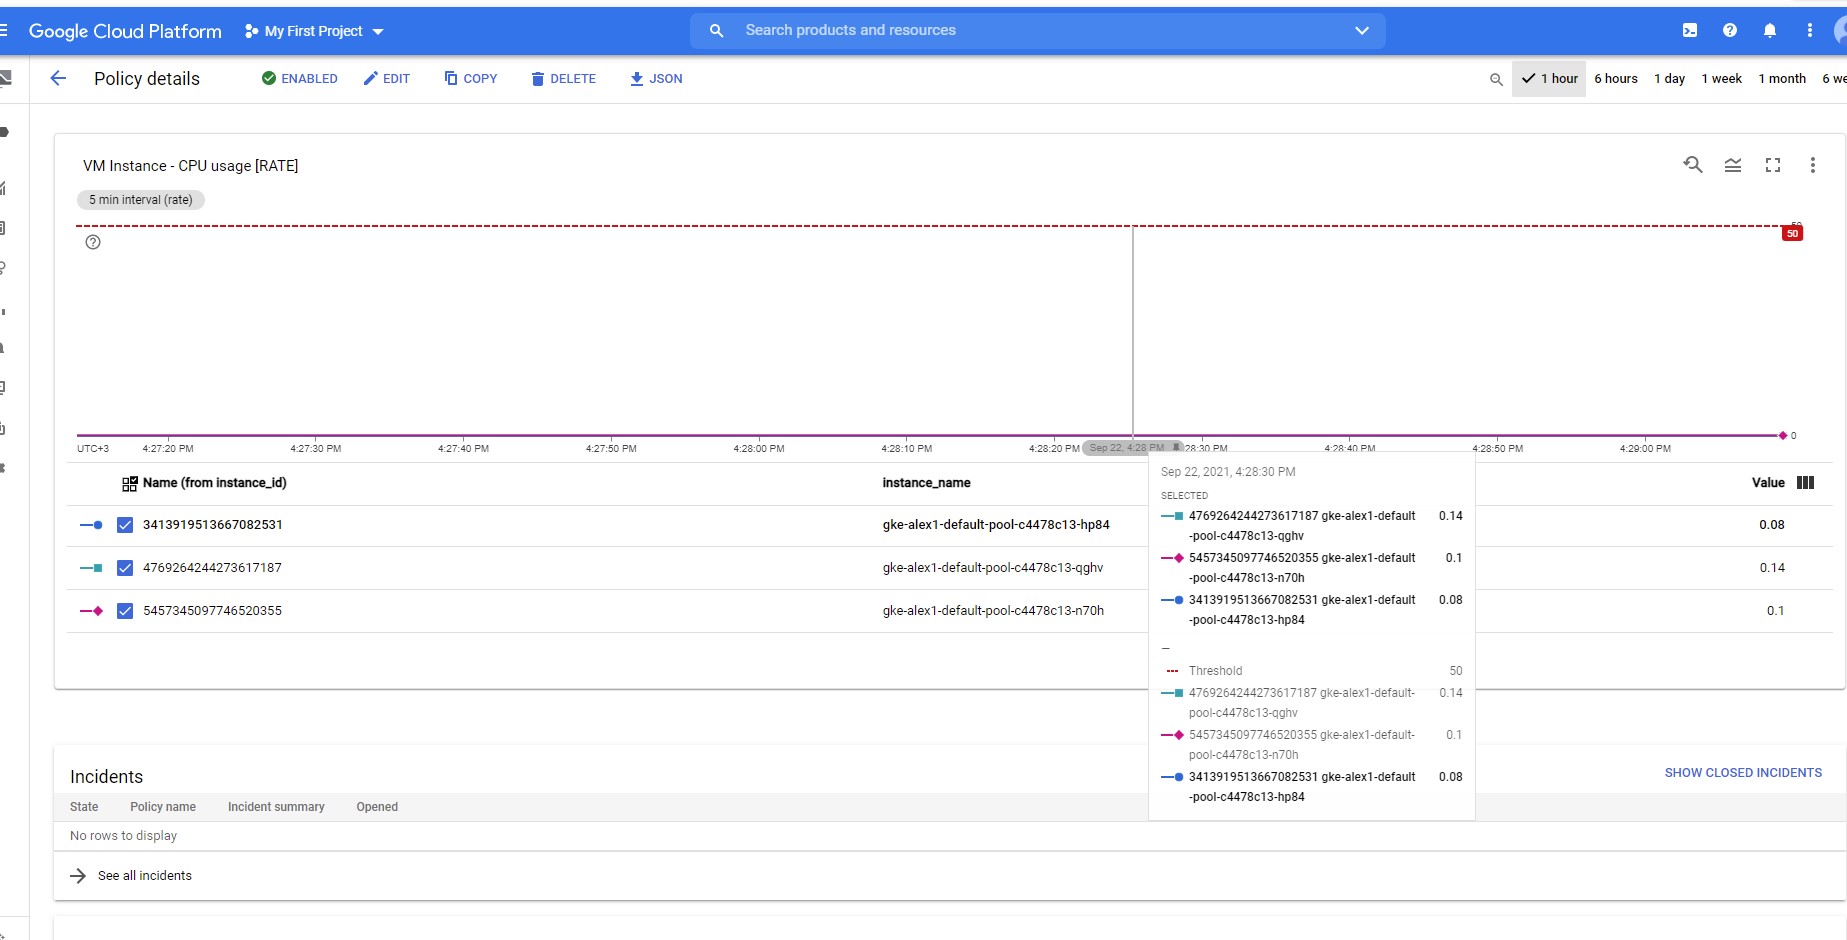 Google Cloud Platform My First Project Search products and resources
Policy details ENABLED EDIT COPY DELETE JSON 1 hour 6 hours 1 day 1 week 1 month 6 we
VM Instance - CPU usage [RATE]
5 min interval (rate)
50
50
0
UTC+3 4:27:20 PM 4:27:30 PM 4:27:40 PM 4:27:50 PM 4:28:00 PM 4:28:10 PM 4:28:20 PM Sep 22, 4:28 PM :28:30 PM 4:28:40 PM 4:28:50 PM 4:29:00 PM
Name (from instance_id) instance_name Value
3413919513667082531 gke-alex1-default-pool-c4478c13-hp84 0.08
4769264244273617187 gke-alex1-default-pool-c4478c13-qghv 0.14
5457345097746520355 gke-alex1-default-pool-c4478c13-n70h 0.1
Sep 22, 2021, 4:28:30 PM
SELECTED
4769264244273617187 gke-alex1-default 0.14
-pool-c4478c13-qghv
5457345097746520355 gke-alex1-default 0.1
-pool-c4478c13-n70h
3413919513667082531 gke-alex1-default 0.08
-pool-c4478c13-hp84
—
Threshold 50
4769264244273617187 gke-alex1-default- 0.14
pool-c4478c13-qghv
5457345097746520355 gke-alex1-default- 0.1
pool-c4478c13-n70h
3413919513667082531 gke-alex1-default 0.08
-pool-c4478c13-hp84
Incidents SHOW CLOSED INCIDENTS
State Policy name Incident summary Opened
No rows to display
See all incidents